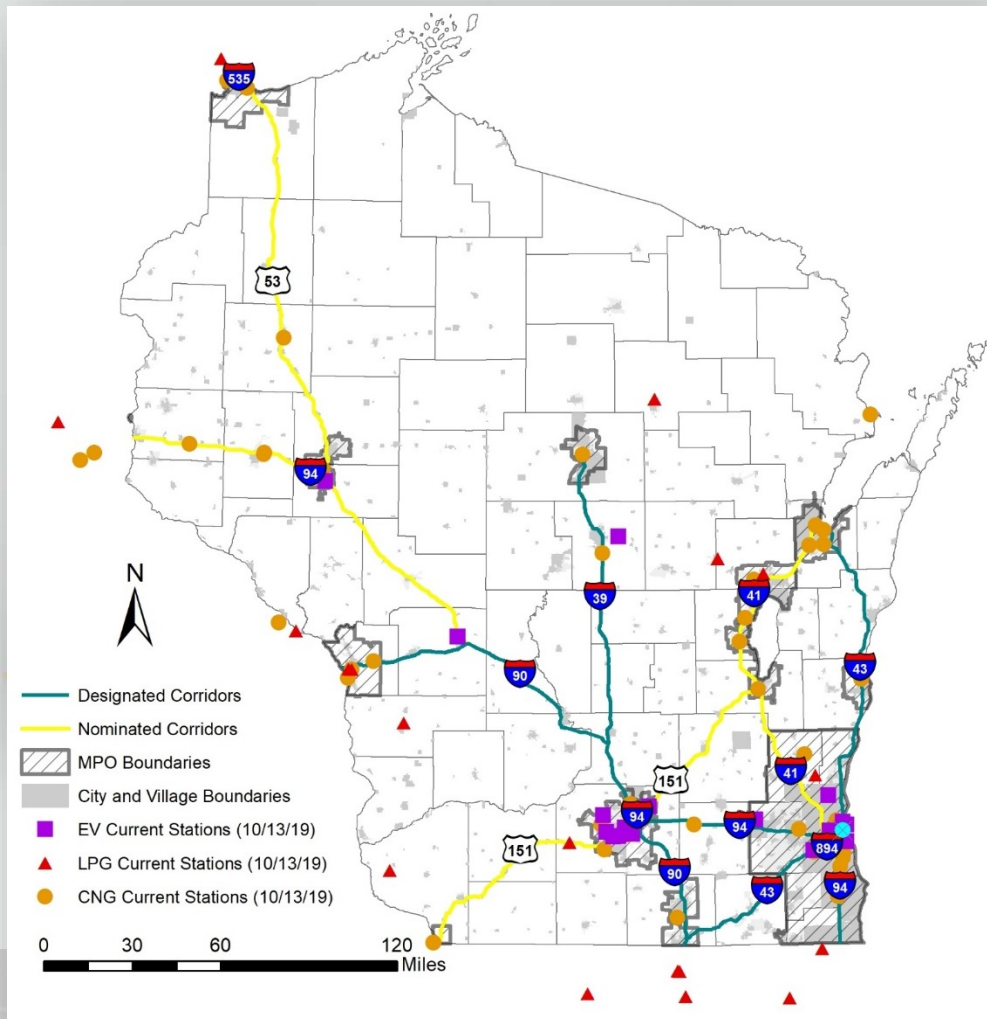 535
53
94
N
39
41
90
43
151
41
94
94
894
151
90
43
94
Designated Corridors
Nominated Corridors
MPO Boundaries
City and Village Boundaries
EV Current Stations (10/13/19)
LPG Current Stations (10/13/19)
CNG Current Stations (10/13/19)
0 30 60 120
Miles